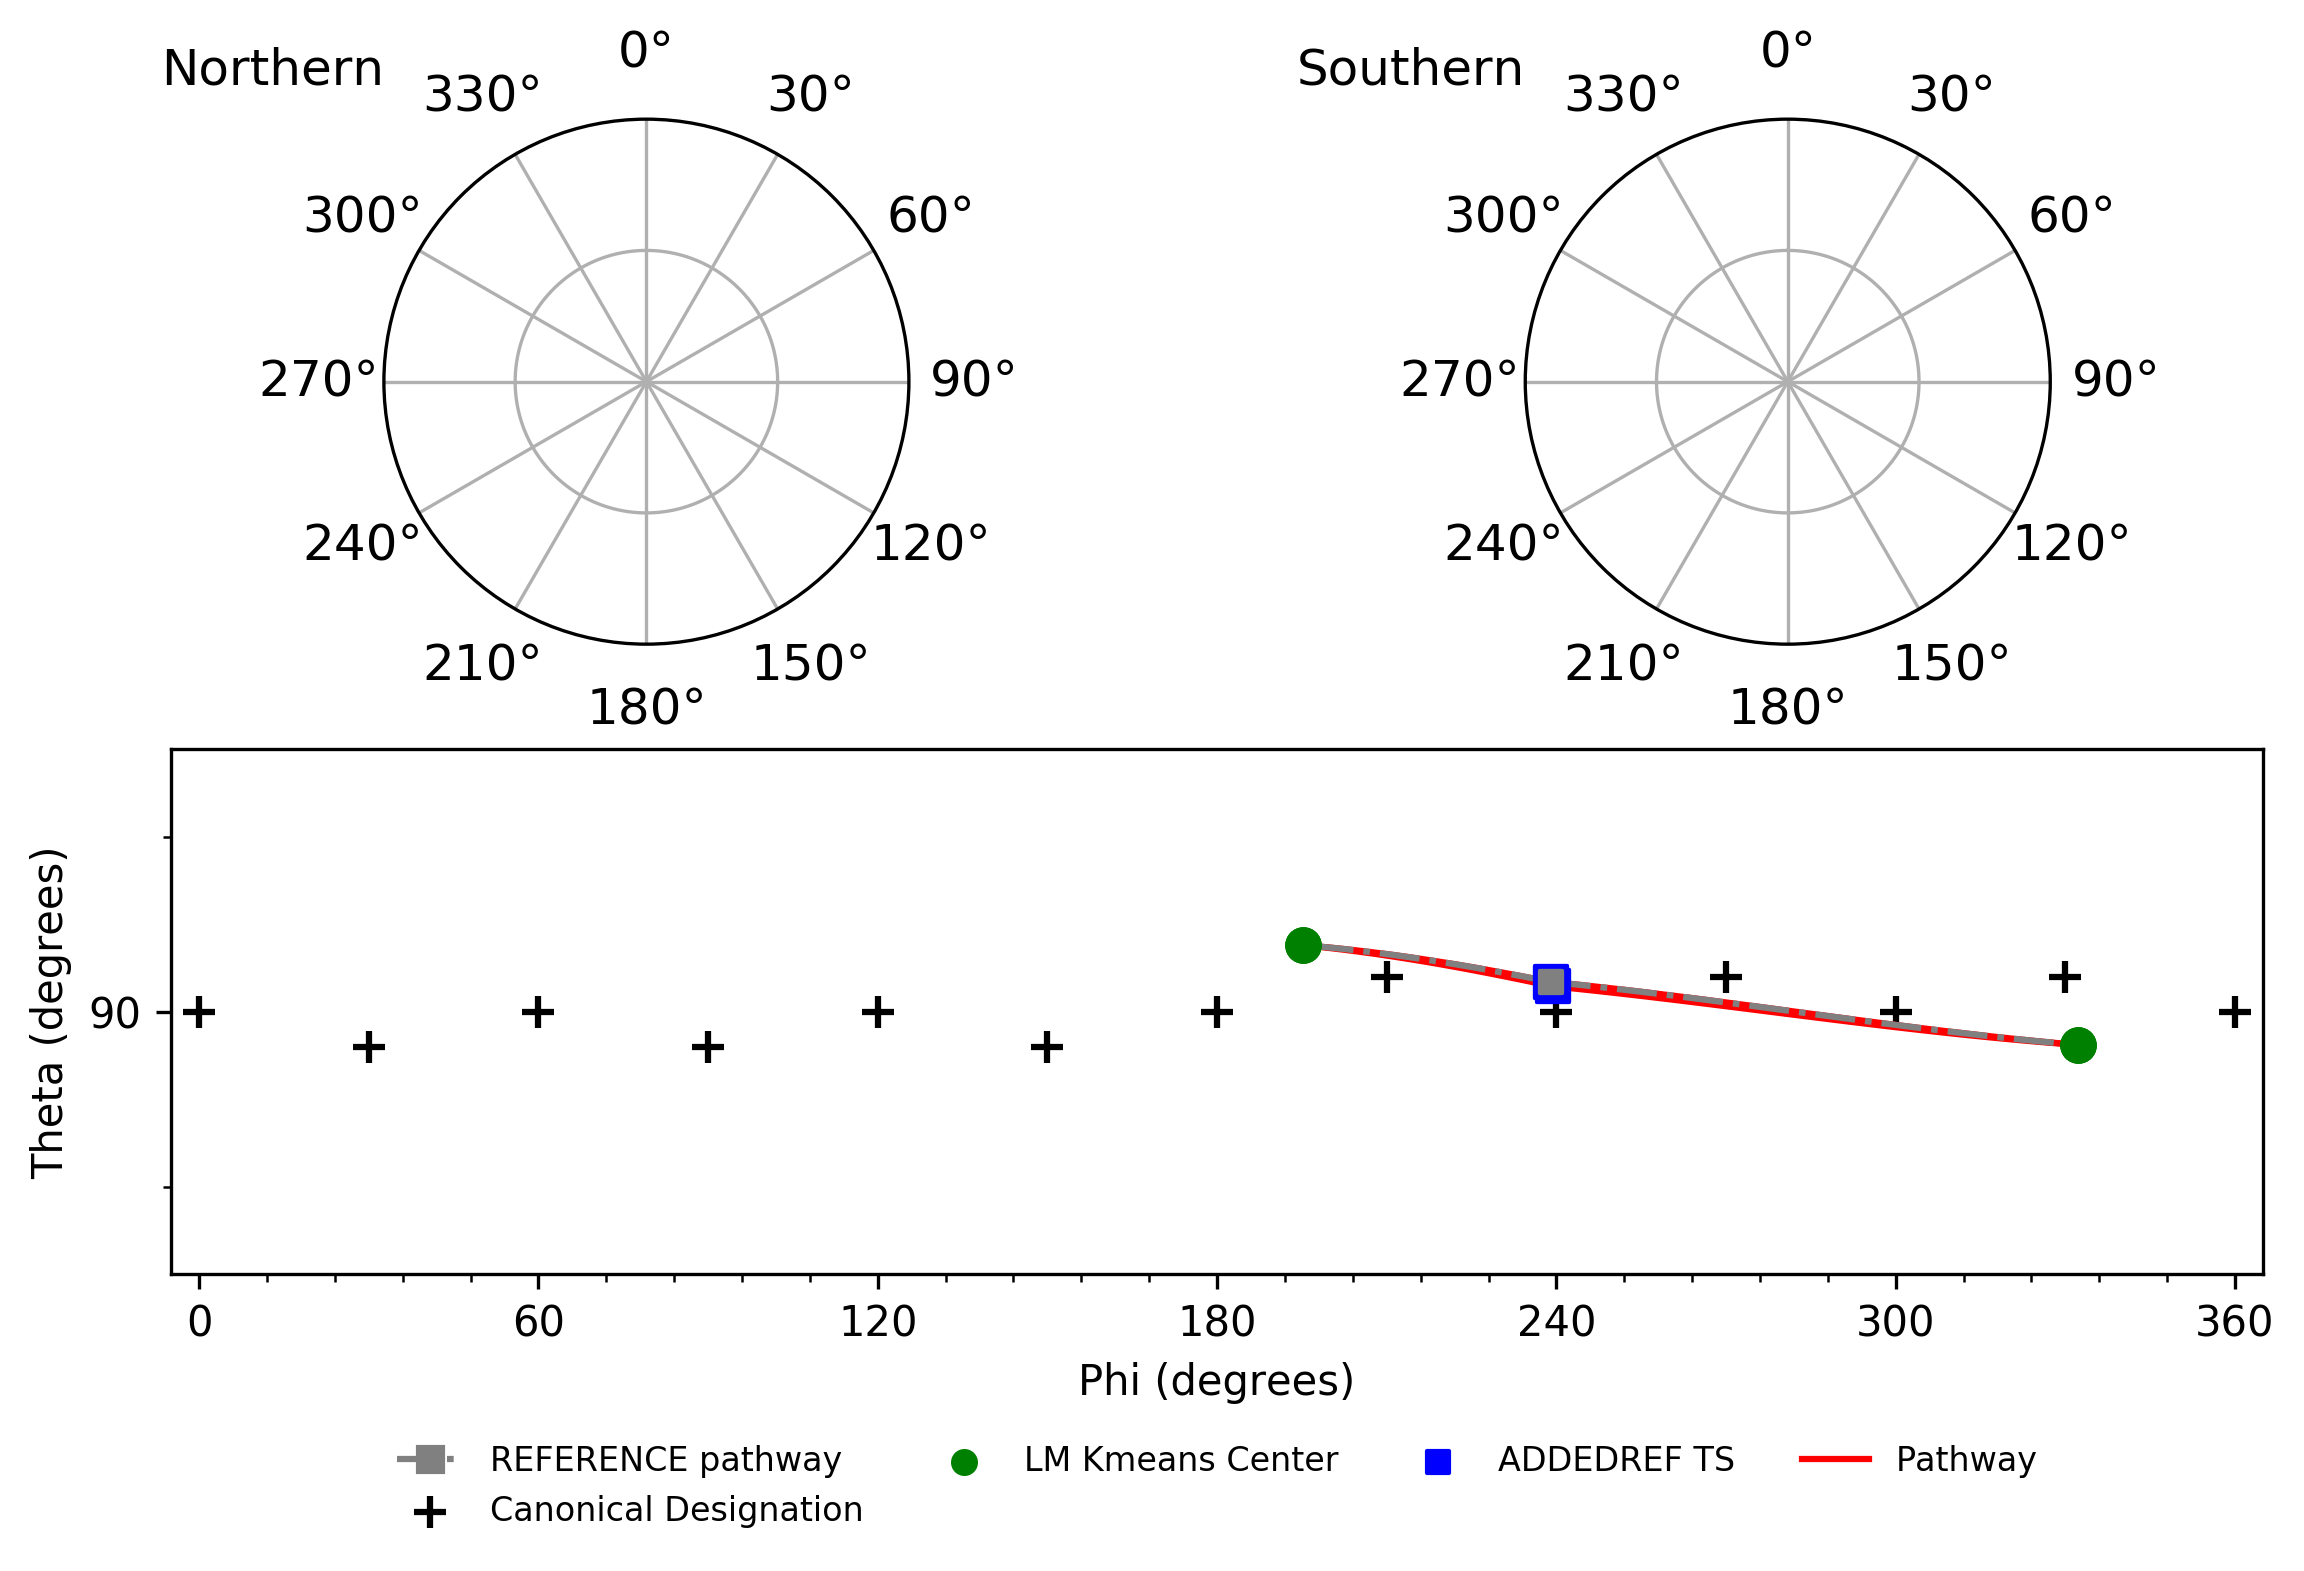 Northern
0°
30°
60°
90°
120°
150°
180°
210°
240°
270°
300°
330°
Southern
0°
30°
60°
90°
120°
150°
180°
210°
240°
270°
300°
330°
Theta (degrees)
90
0 60 120 180 240 300 360
Phi (degrees)
REFERENCE pathway
Canonical Designation
LM Kmeans Center
ADDEDREF TS
Pathway